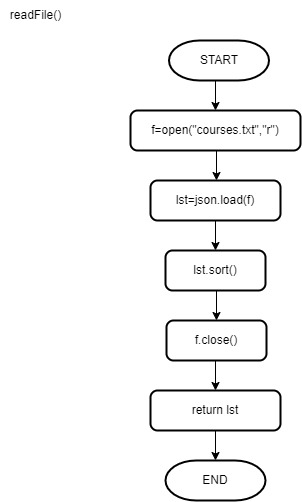 readFile()
START
f=open("courses.txt","r")
lst=json.load(f)
lst.sort()
f.close()
return lst
END